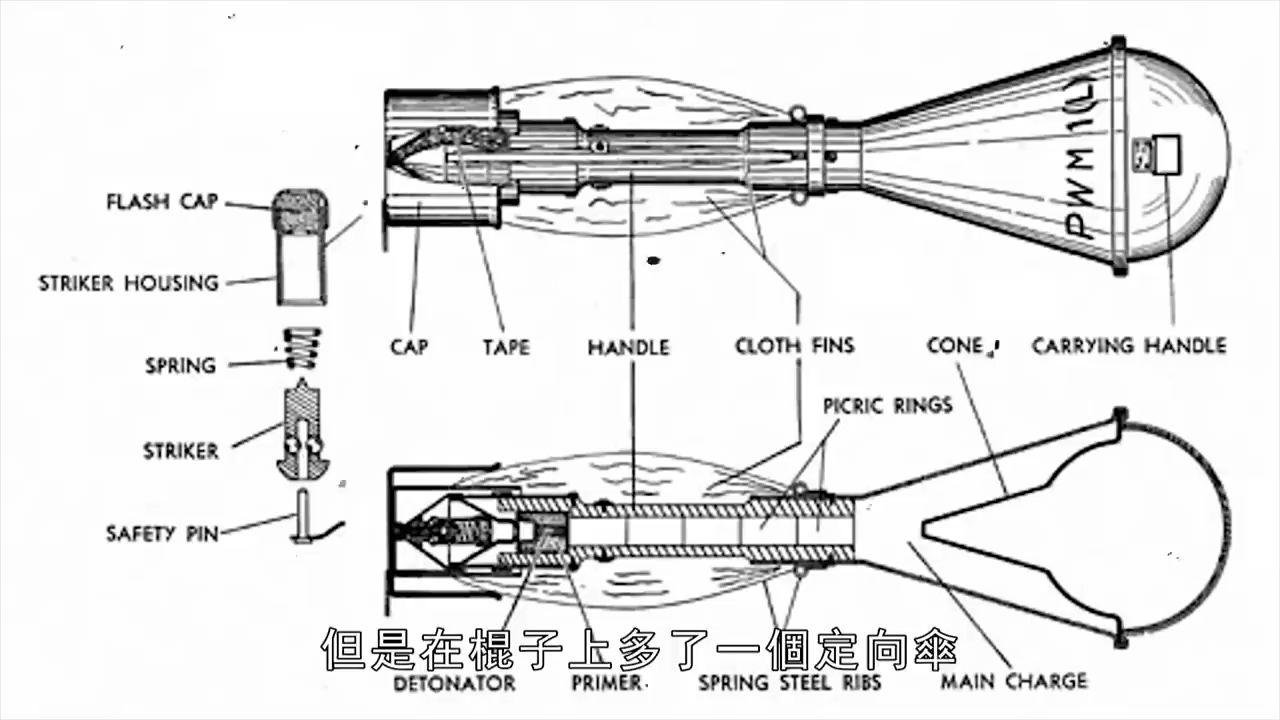 FLASH CAP
STRIKER HOUSING
SPRING
STRIKER
SAFETY PIN
PWM 1(L)
CAP
TAPE
HANDLE
CLOTH FINS
CONE
CARRYING HANDLE
PICRIC RINGS
但是在棍子上多了一個定向傘
DETONATOR
PRIMER
SPRING STEEL RIBS
MAIN CHARGE